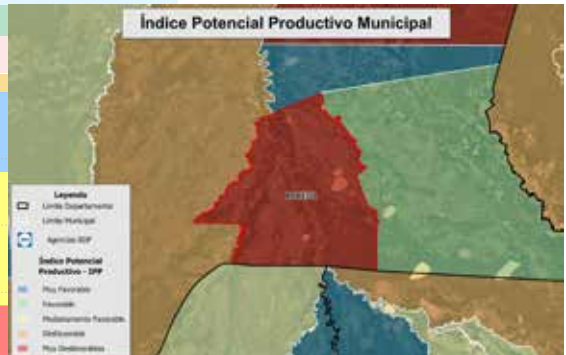 Índice Potencial Productivo Municipal
Leyenda
Límite Departamental
Límite Municipal
Agencias BDP
Índice Potencial
Productivo - IPP
Muy Favorable
Favorable
Medianamente Favorable
Desfavorable
Muy Desfavorable